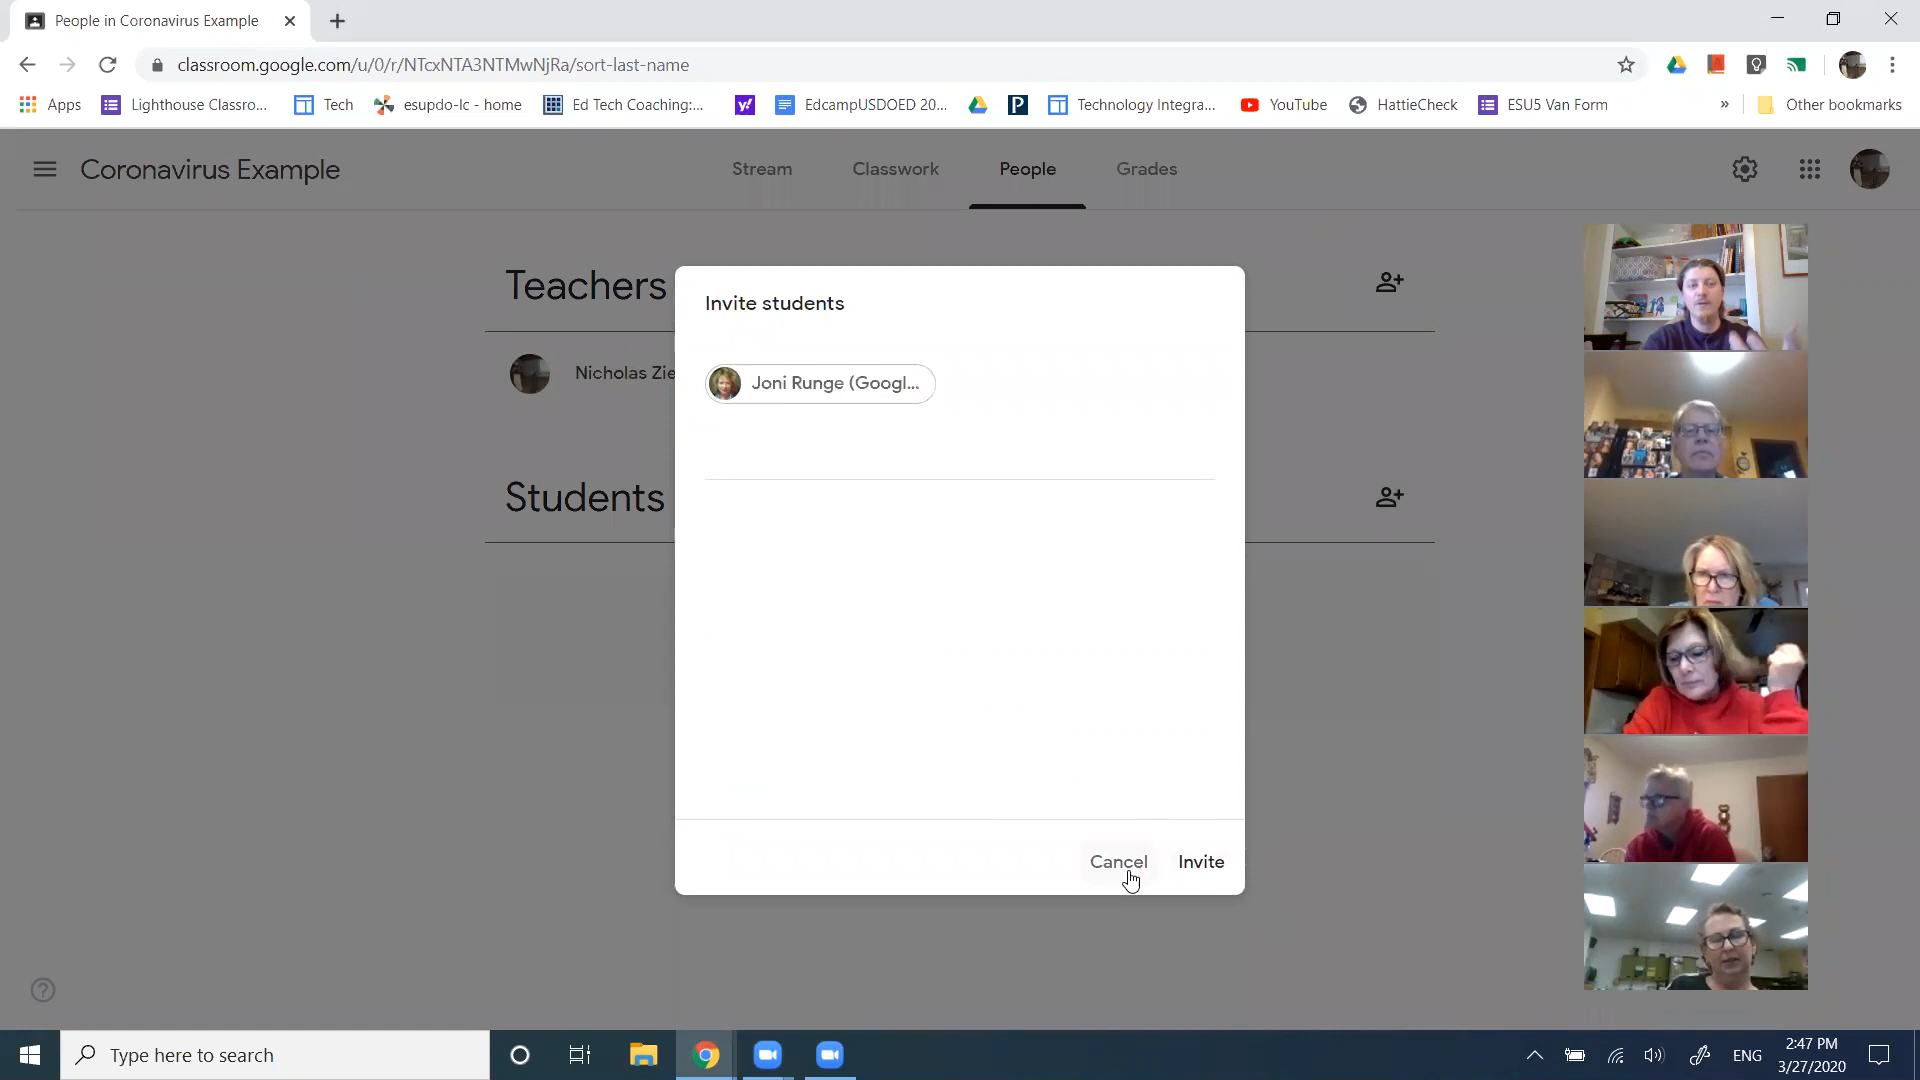 People in Coronavirus Example
classroom.google.com/u/0/r/NTcxNTA3NTMwNjRa/sort-last-name
Apps Lighthouse Classro... Tech esupdo-lc - home Ed Tech Coaching:... y! EdcampUSDOED 20... P Technology Integra... YouTube HattieCheck ESU5 Van Form » Other bookmarks
Coronavirus Example Stream Classwork People Grades
Teachers
Invite students
Nicholas Zie
Joni Runge (Googl...
Students
Cancel Invite
Type here to search
ENG
2:47 PM
3/27/2020